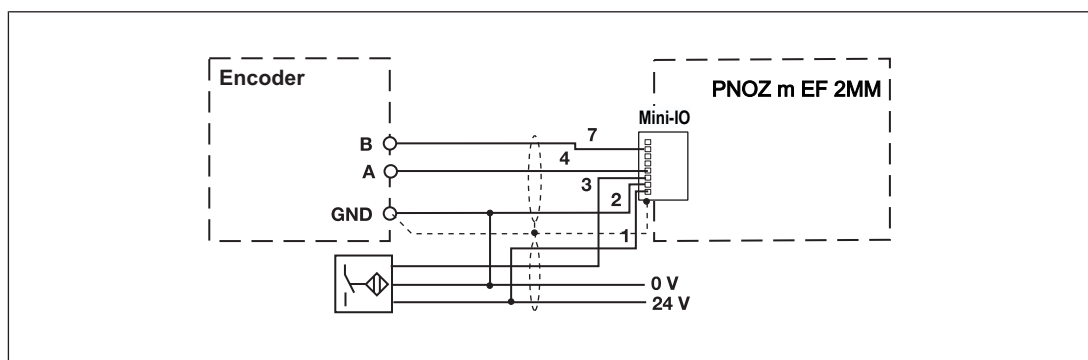 Encoder
PNOZ m EF 2MM
Mini-IO
B
7
A
4
3
GND
2
1
0 V
24 V